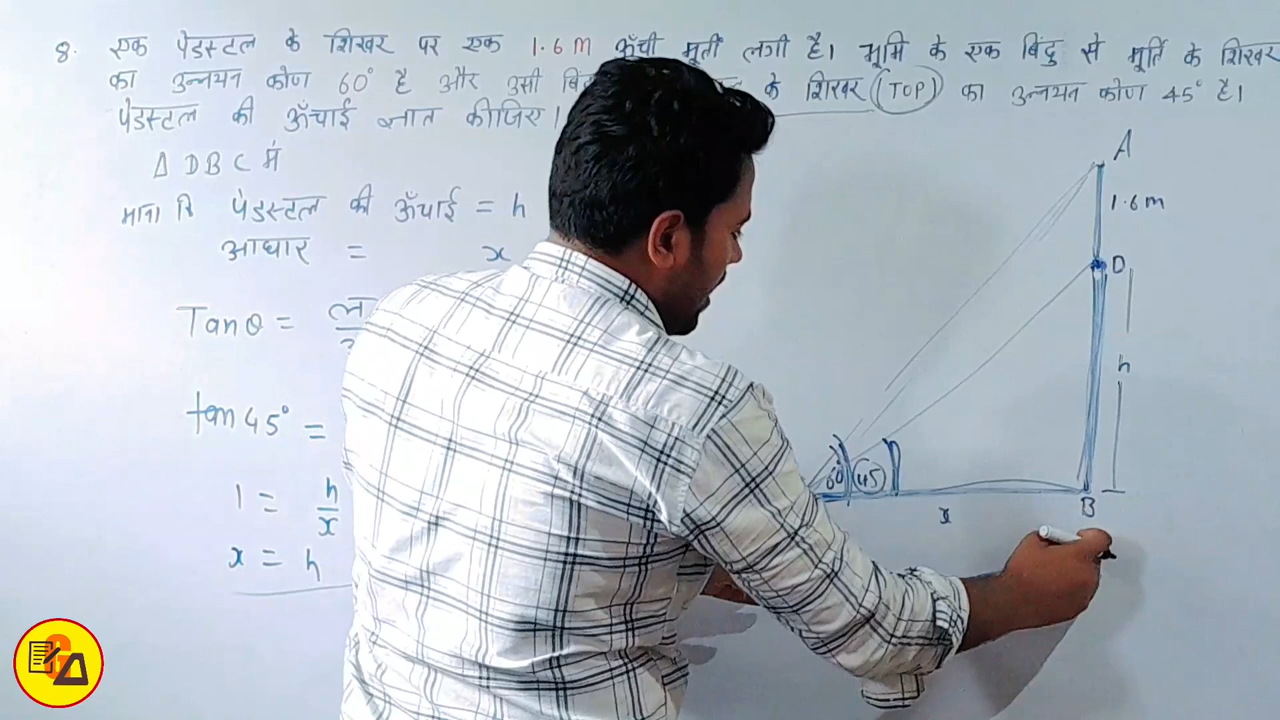 8. एक पेडस्टल के शिखर पर एक 1.6 M ऊँची मूर्ती लगी है। भूमि के एक बिंदु से मूर्ति के शिखर
का उन्नयन कोण 60° है और उसी के शिखर (TOP) का उन्नयन कोण 45° है।
पेडस्टल की ऊँचाई ज्ञात कीजिए।
Δ DBC में
माना कि पेडस्टल की ऊँचाई = h
आधार = x
Tanθ =
tan 45° =
1 = h/x
x = h
A
1.6 m
D
h
60 45
x
B